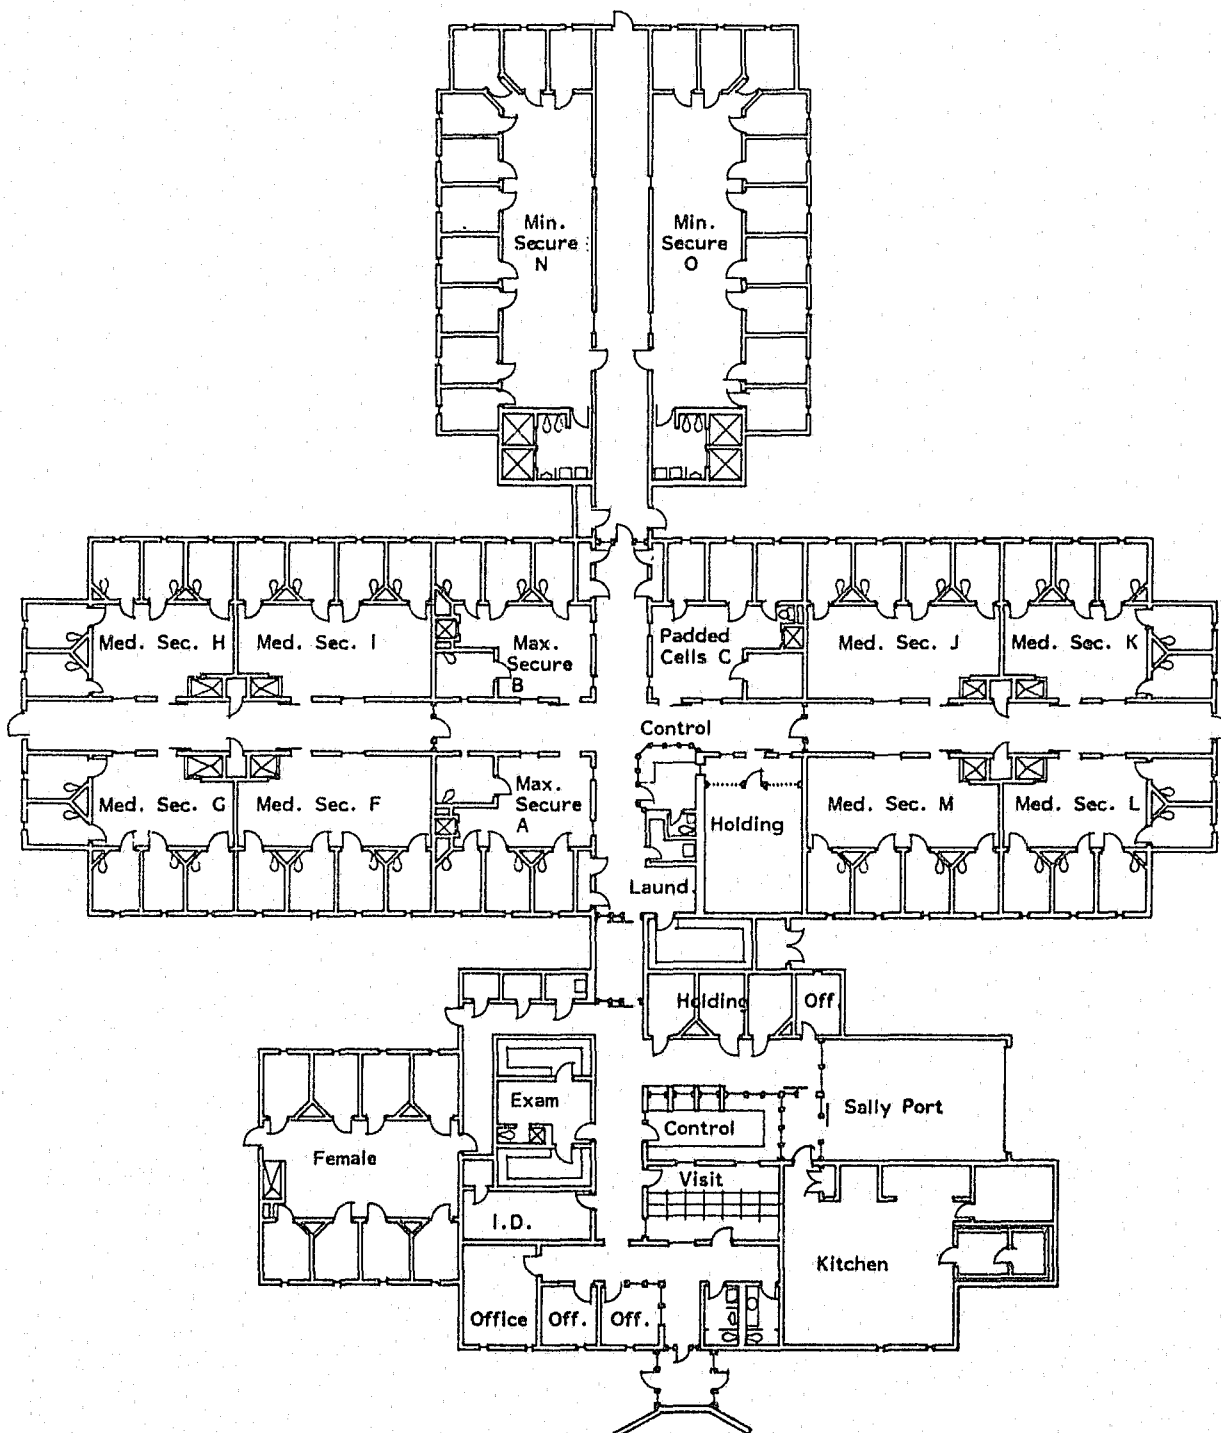 Min.
Secure
N
Min.
Secure
O
Med. Sec. H
Med. Sec. I
Max.
Secure
B
Padded
Cells C
Med. Sec. J
Med. Sec. K
Control
Med. Sec. G
Med. Sec. F
Max.
Secure
A
Holding
Med. Sec. M
Med. Sec. L
Laund.
Holding
Off.
Exam
Control
Sally Port
Female
Visit
I.D.
Kitchen
Office
Off.
Off.